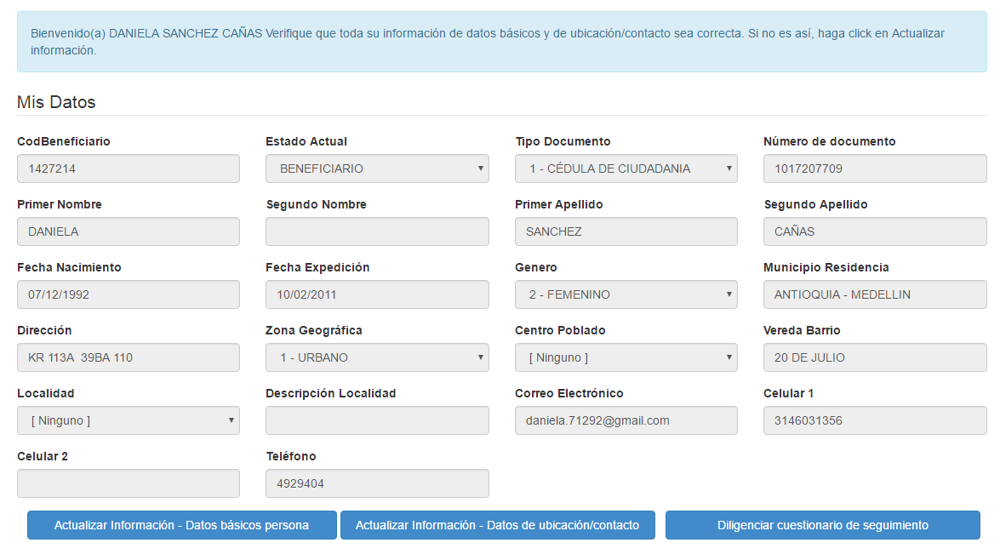 Bienvenido(a) DANIELA SANCHEZ CAÑAS Verifique que toda su información de datos básicos y de ubicación/contacto sea correcta. Si no es así, haga click en Actualizar
información.
Mis Datos
CodBeneficiario Estado Actual Tipo Documento Número de documento
1427214 BENEFICIARIO 1 - CÉDULA DE CIUDADANIA 1017207709
Primer Nombre Segundo Nombre Primer Apellido Segundo Apellido
DANIELA SANCHEZ CAÑAS
Fecha Nacimiento Fecha Expedición Genero Municipio Residencia
07/12/1992 10/02/2011 2 - FEMENINO ANTIOQUIA - MEDELLIN
Dirección Zona Geográfica Centro Poblado Vereda Barrio
KR 113A  39BA 110 1 - URBANO [ Ninguno ] 20 DE JULIO
Localidad Descripción Localidad Correo Electrónico Celular 1
[ Ninguno ] daniela.71292@gmail.com 3146031356
Celular 2 Teléfono
4929404
Actualizar Información - Datos básicos persona Actualizar Información - Datos de ubicación/contacto Diligenciar cuestionario de seguimiento